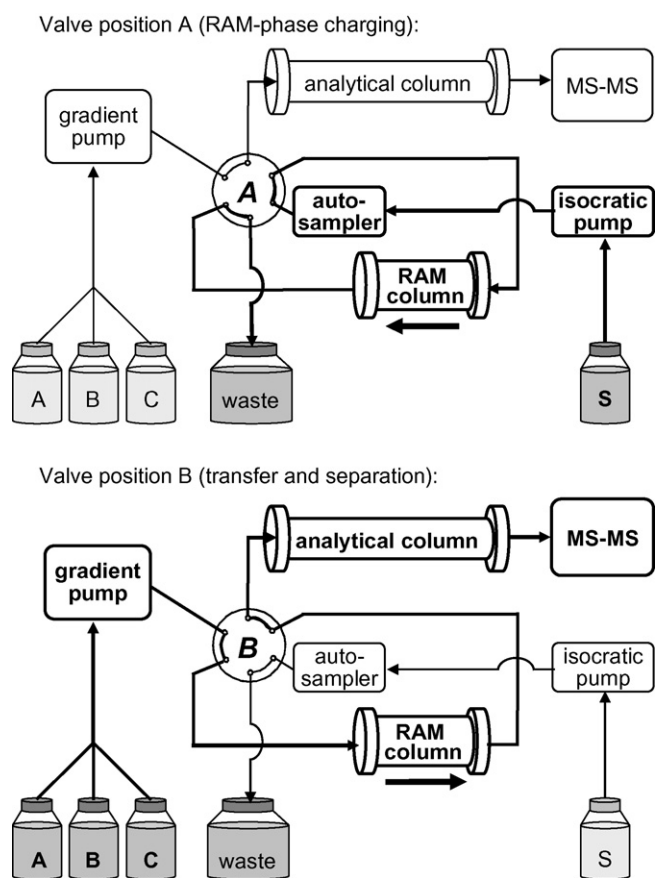 Valve position A (RAM-phase charging):
analytical column
MS-MS
gradient
pump
A
auto-
sampler
isocratic
pump
RAM
column
A B C
waste
S
Valve position B (transfer and separation):
analytical column
MS-MS
gradient
pump
B
auto-
sampler
isocratic
pump
RAM
column
A B C
waste
S